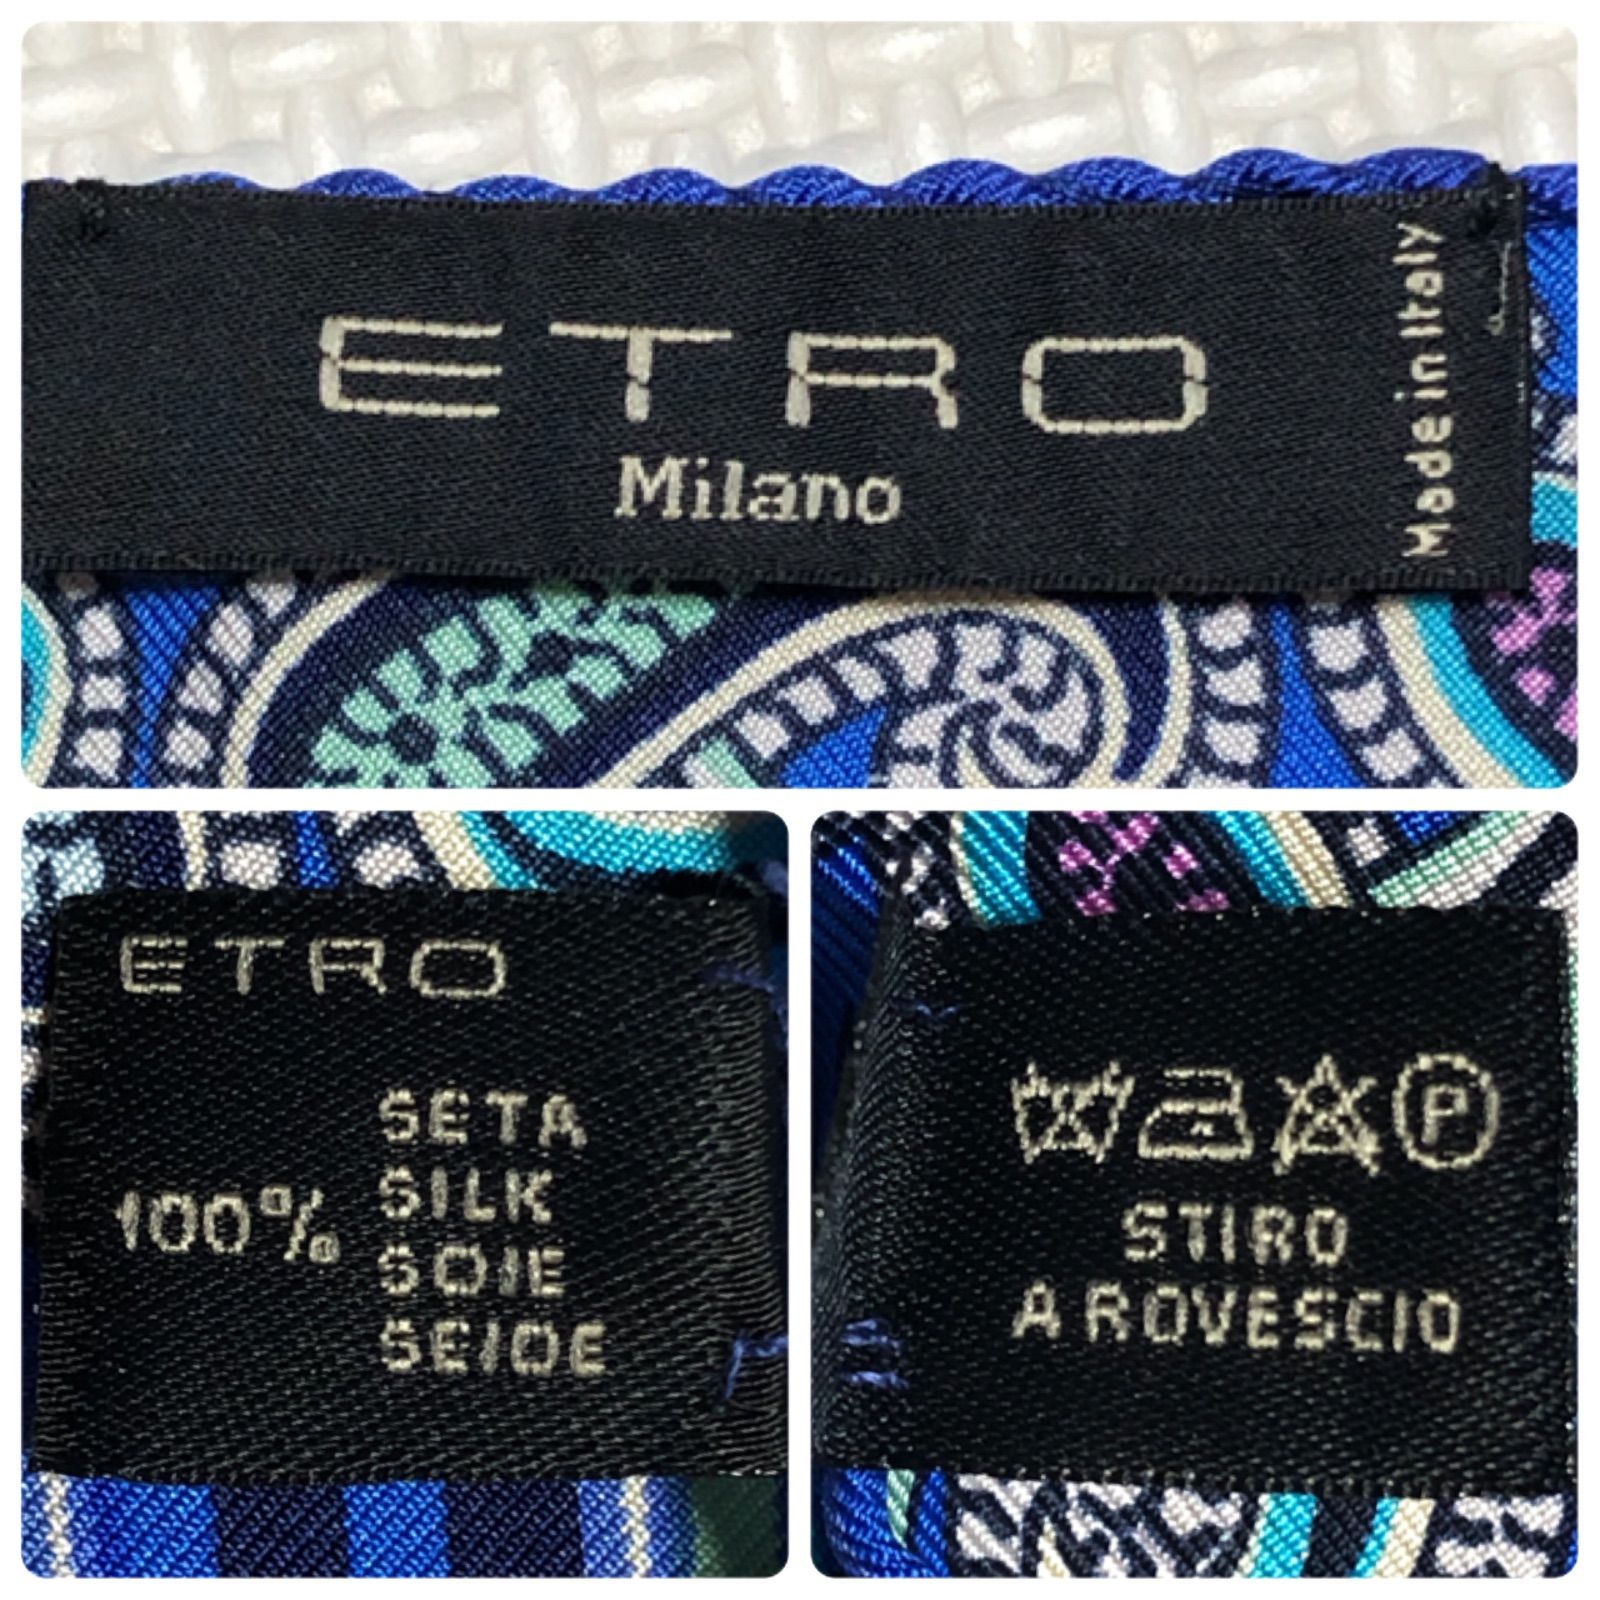 ETRO
Milano
Made in Italy
ETRO
100%
SETA
SILK
SOIE
SEIDE
P
STIRO
A ROVESCIO